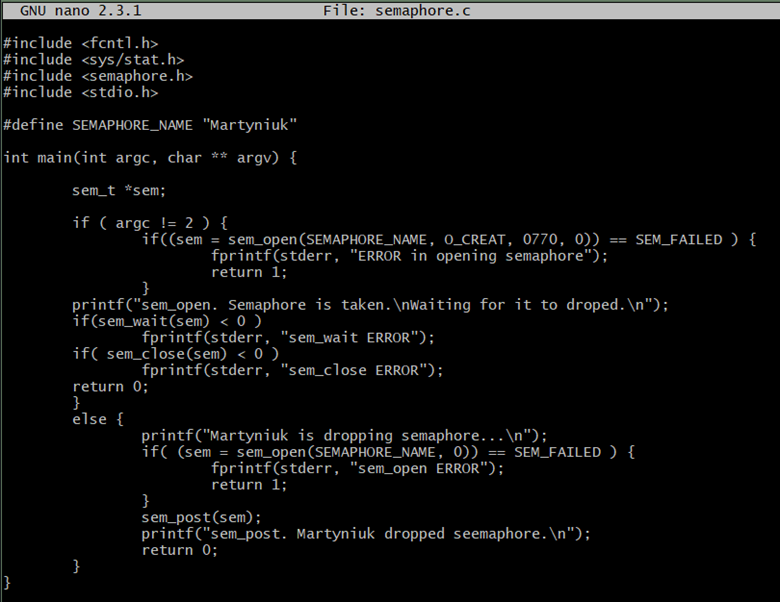 GNU nano 2.3.1 File: semaphore.c
#include <fcntl.h>
#include <sys/stat.h>
#include <semaphore.h>
#include <stdio.h>
#define SEMAPHORE_NAME "Martyniuk"
int main(int argc, char ** argv) {
sem_t *sem;
if ( argc != 2 ) {
if((sem = sem_open(SEMAPHORE_NAME, O_CREAT, 0770, 0)) == SEM_FAILED ) {
fprintf(stderr, "ERROR in opening semaphore");
return 1;
}
printf("sem_open. Semaphore is taken.\nWaiting for it to droped.\n");
if(sem_wait(sem) < 0 )
fprintf(stderr, "sem_wait ERROR");
if( sem_close(sem) < 0 )
fprintf(stderr, "sem_close ERROR");
return 0;
}
else {
printf("Martyniuk is dropping semaphore...\n");
if( (sem = sem_open(SEMAPHORE_NAME, 0)) == SEM_FAILED ) {
fprintf(stderr, "sem_open ERROR");
return 1;
}
sem_post(sem);
printf("sem_post. Martyniuk dropped seemaphore.\n");
return 0;
}
}